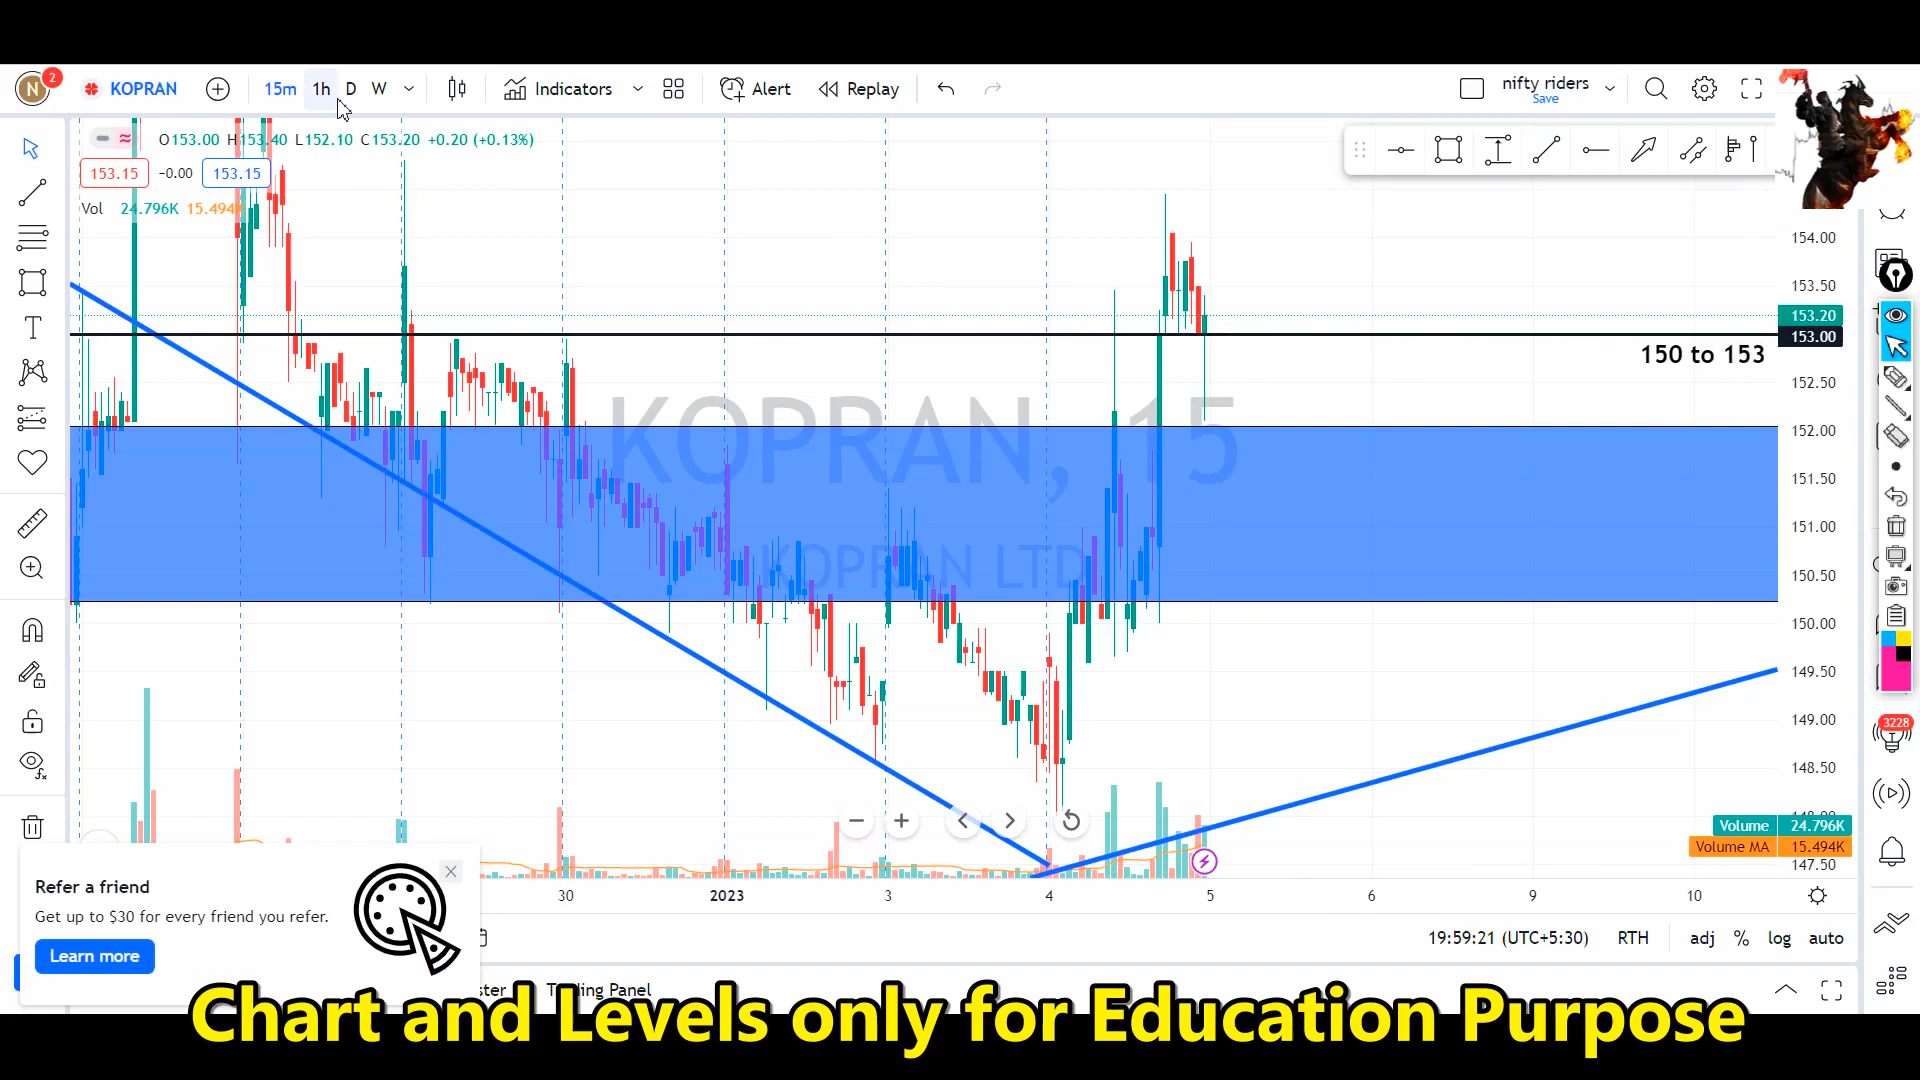 N 2 KOPRAN 15m 1h D W Indicators Alert Replay nifty riders
Save
O153.00 H153.40 L152.10 C153.20 +0.20 (+0.13%)
153.15 −0.00 153.15
Vol 24.796K 15.494K
154.00
153.50
153.20
153.00
150 to 153
152.50
KOPRAN, 15
152.00
151.50
151.00
KOPRAN LTD
150.50
150.00
149.50
149.00
3228
148.50
Volume 24.796K
Volume MA 15.494K
147.50
Refer a friend
Get up to $30 for every friend you refer.
Learn more
30 2023 3 4 5 6 9 10
19:59:21 (UTC+5:30) RTH adj % log auto
Trading Panel
Chart and Levels only for Education Purpose